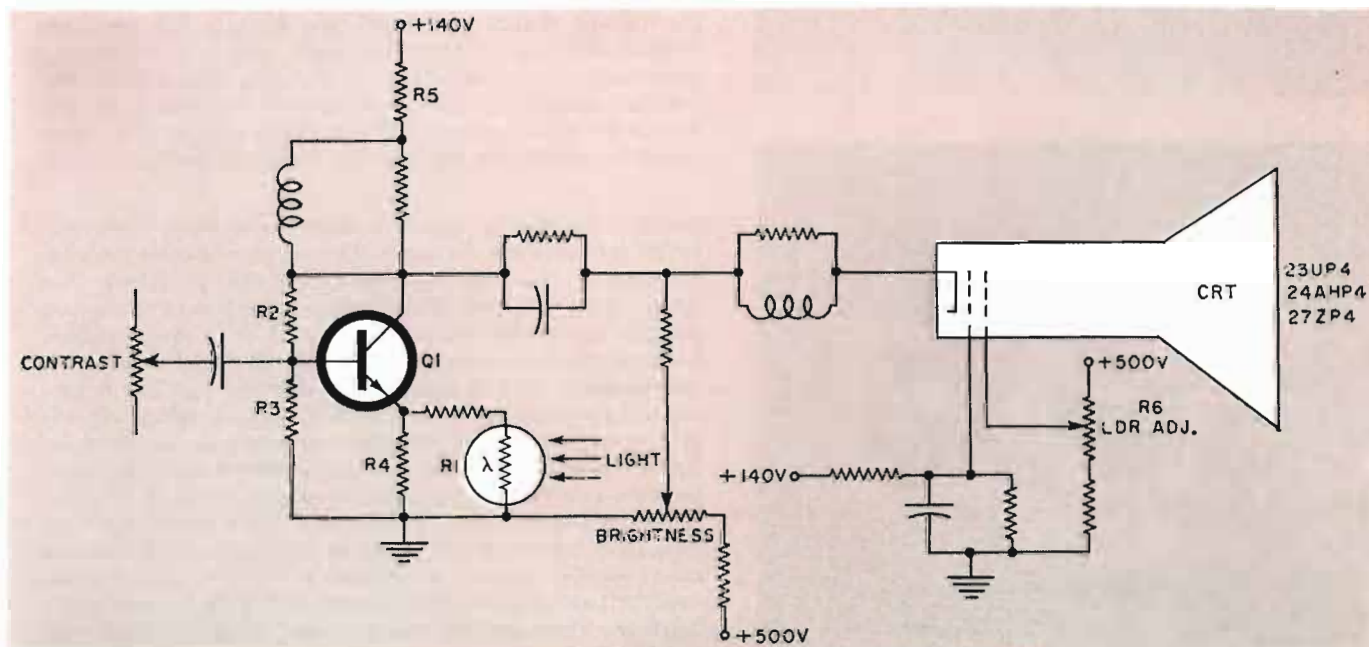 +140V
R5
R2
CONTRAST
Q1
R3
R4
R1
λ
LIGHT
BRIGHTNESS
+500V
CRT
23UP4
24AHP4
27ZP4
+500V
R6
LDR ADJ.
+140V